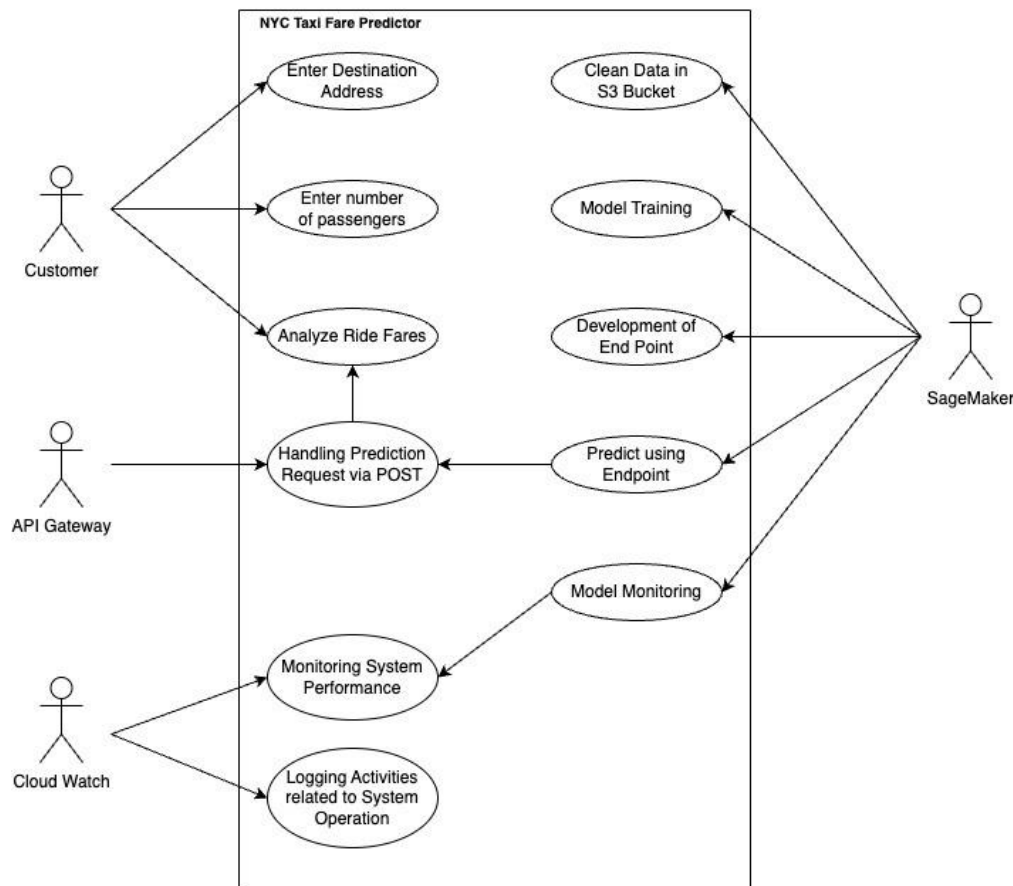 NYC Taxi Fare Predictor
Enter Destination
Address
Clean Data in
S3 Bucket
Customer
Enter number
of passengers
Model Training
Analyze Ride Fares
Development of
End Point
SageMaker
API Gateway
Handling Prediction
Request via POST
Predict using
Endpoint
Model Monitoring
Monitoring System
Performance
Cloud Watch
Logging Activities
related to System
Operation